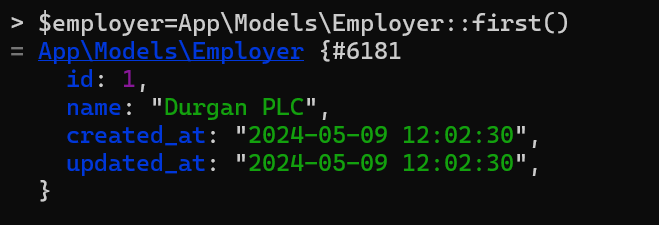 > $employer=App\Models\Employer::first()
= App\Models\Employer {#6181
id: 1,
name: "Durgan PLC",
created_at: "2024-05-09 12:02:30",
updated_at: "2024-05-09 12:02:30",
}